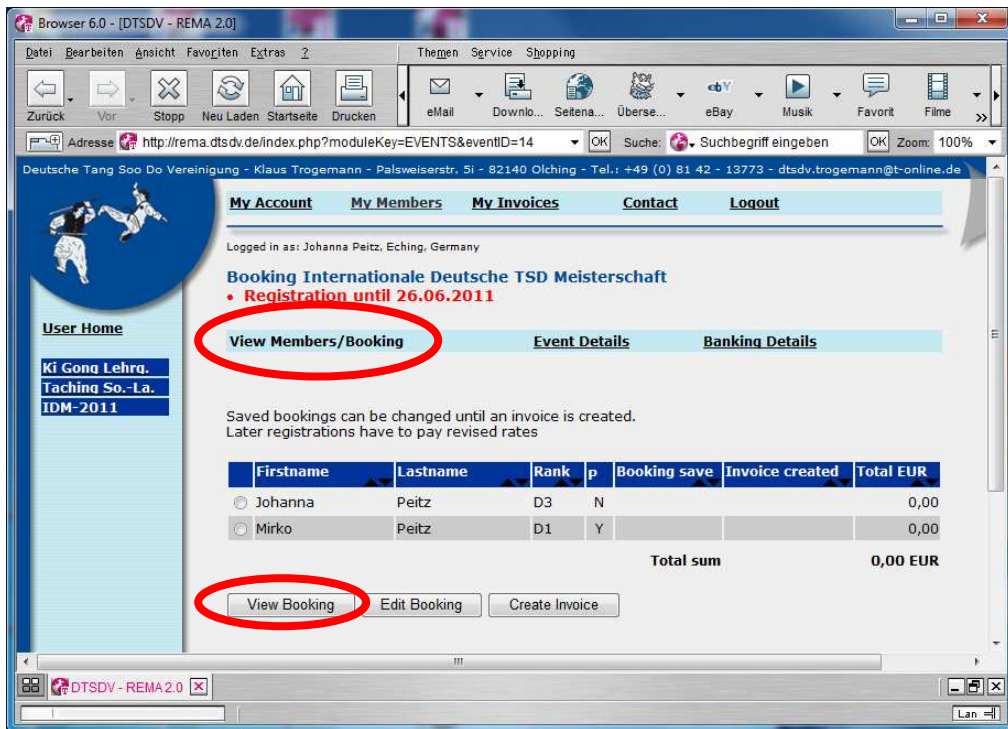 Browser 6.0 - [DTSDV - REMA 2.0]
Datei Bearbeiten Ansicht Favoriten Extras ? Themen Service Shopping
Zurück Vor Stopp Neu Laden Startseite Drucken eMail Downlo... Seitena... Überse... eBay Musik Favorit Filme
Adresse http://rema.dtsdv.de/index.php?moduleKey=EVENTS&eventID=14 OK Suche: Suchbegriff eingeben OK Zoom: 100%
Deutsche Tang Soo Do Vereinigung - Klaus Trogemann - Palsweiserstr. 5i - 82140 Olching - Tel.: +49 (0) 81 42 - 13773 - dtsdv.trogemann@t-online.de
My Account My Members My Invoices Contact Logout
Logged in as: Johanna Peitz, Eching, Germany
Booking Internationale Deutsche TSD Meisterschaft
• Registration until 26.06.2011
User Home
View Members/Booking Event Details Banking Details
Ki Gong Lehrg.
Taching So.-La.
IDM-2011
Saved bookings can be changed until an invoice is created.
Later registrations have to pay revised rates
Firstname Lastname Rank p Booking save Invoice created Total EUR
Johanna Peitz D3 N 0,00
Mirko Peitz D1 Y 0,00
Total sum 0,00 EUR
View Booking Edit Booking Create Invoice
DTSDV - REMA 2.0
Lan